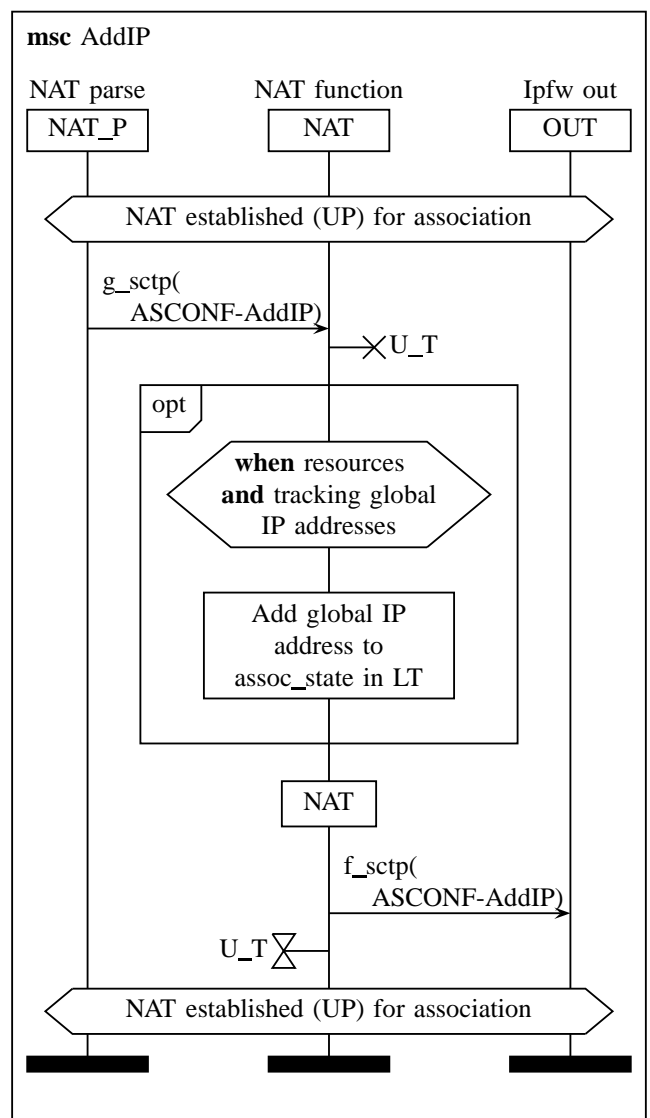 msc AddIP
NAT parse
NAT function
Ipfw out
NAT_P
NAT
OUT
NAT established (UP) for association
g_sctp(
ASCONF-AddIP)
U_T
opt
when resources
and tracking global
IP addresses
Add global IP
address to
assoc_state in LT
NAT
f_sctp(
ASCONF-AddIP)
U_T
NAT established (UP) for association